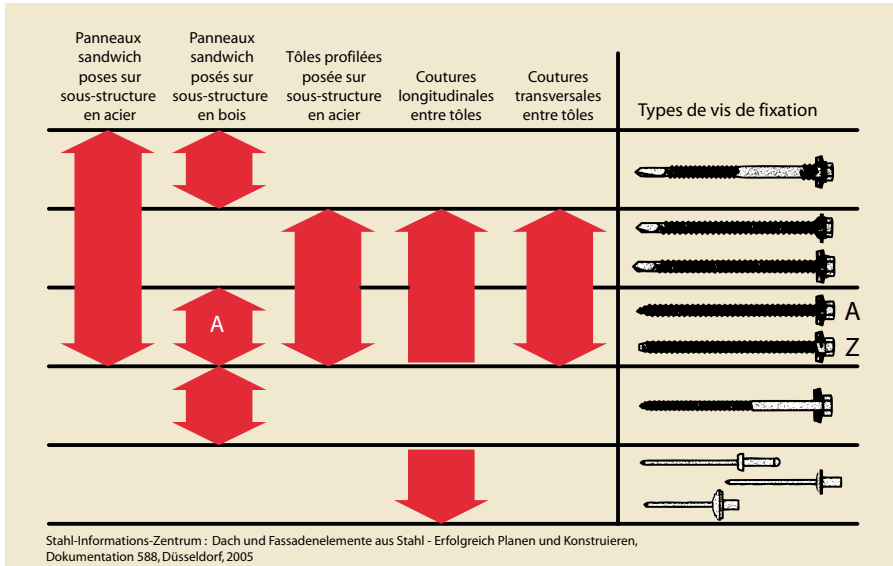 Panneaux
sandwich
poses sur
sous-structure
en acier
Panneaux
sandwich
posés sur
sous-structure
en bois
Tôles profilées
posée sur
sous-structure
en acier
Coutures
longitudinales
entre tôles
Coutures
transversales
entre tôles
Types de vis de fixation
A
A
Z
Stahl-Informations-Zentrum : Dach und Fassadenelemente aus Stahl - Erfolgreich Planen und Konstruieren,
Dokumentation 588, Düsseldorf, 2005